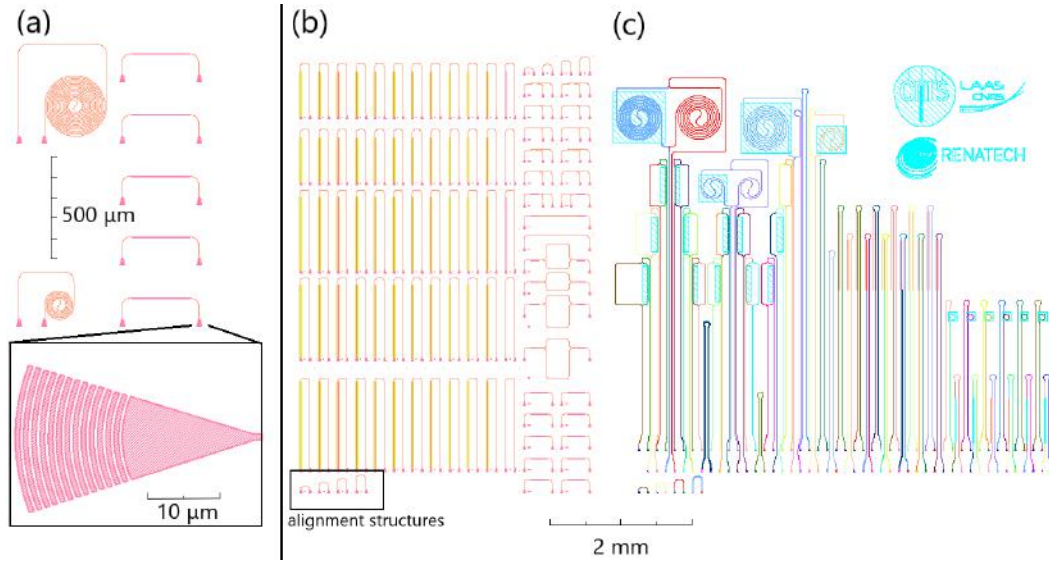 (a)
(b)
(c)
LAAS
CNRS
RENATECH
500 μm
10 μm
alignment structures
2 mm